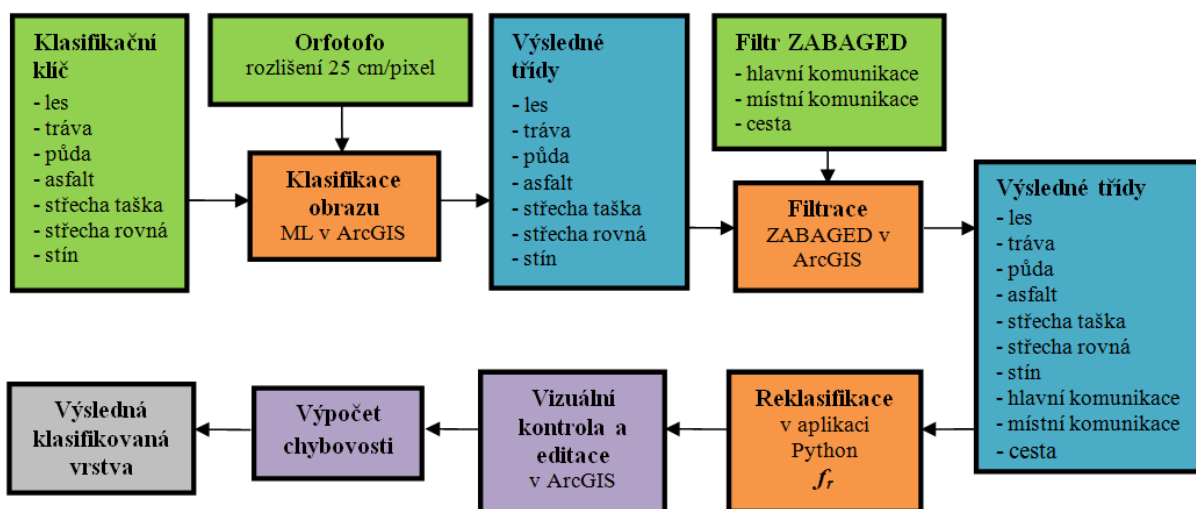 Klasifikační
klíč
- les
- tráva
- půda
- asfalt
- střecha taška
- střecha rovná
- stín
Orfotofo
rozlišení 25 cm/pixel
Klasifikace
obrazu
ML v ArcGIS
Výsledné
třídy
- les
- tráva
- půda
- asfalt
- střecha taška
- střecha rovná
- stín
Filtr ZABAGED
- hlavní komunikace
- místní komunikace
- cesta
Filtrace
ZABAGED v
ArcGIS
Výsledné třídy
- les
- tráva
- půda
- asfalt
- střecha taška
- střecha rovná
- stín
- hlavní komunikace
- místní komunikace
- cesta
Reklasifikace
v aplikaci
Python
fr
Vizuální
kontrola a
editace
v ArcGIS
Výpočet
chybovosti
Výsledná
klasifikovaná
vrstva